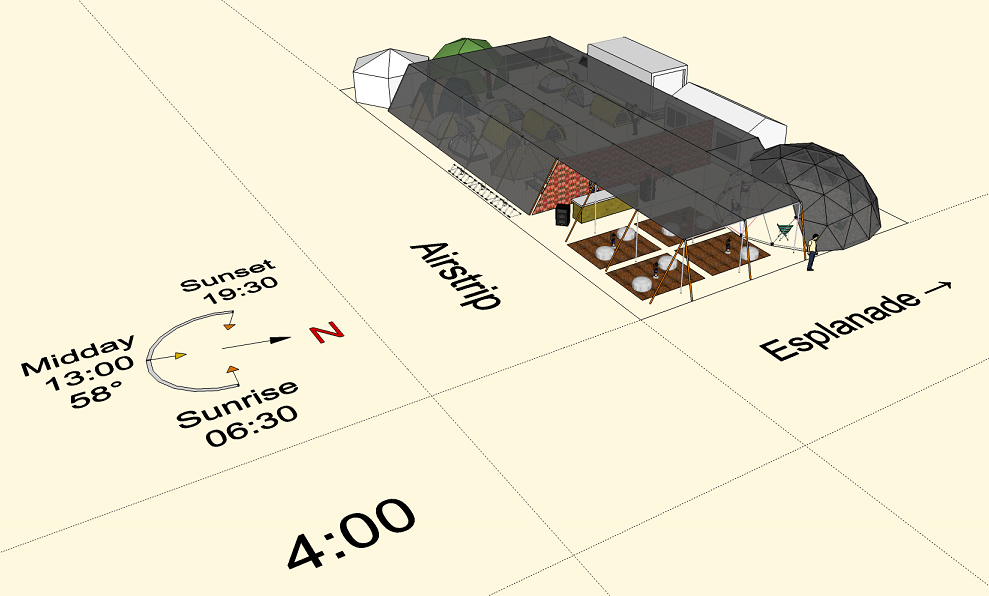 Airstrip
Sunset
19:30
Midday
13:00
58°
N
Esplanade →
Sunrise
06:30
4:00